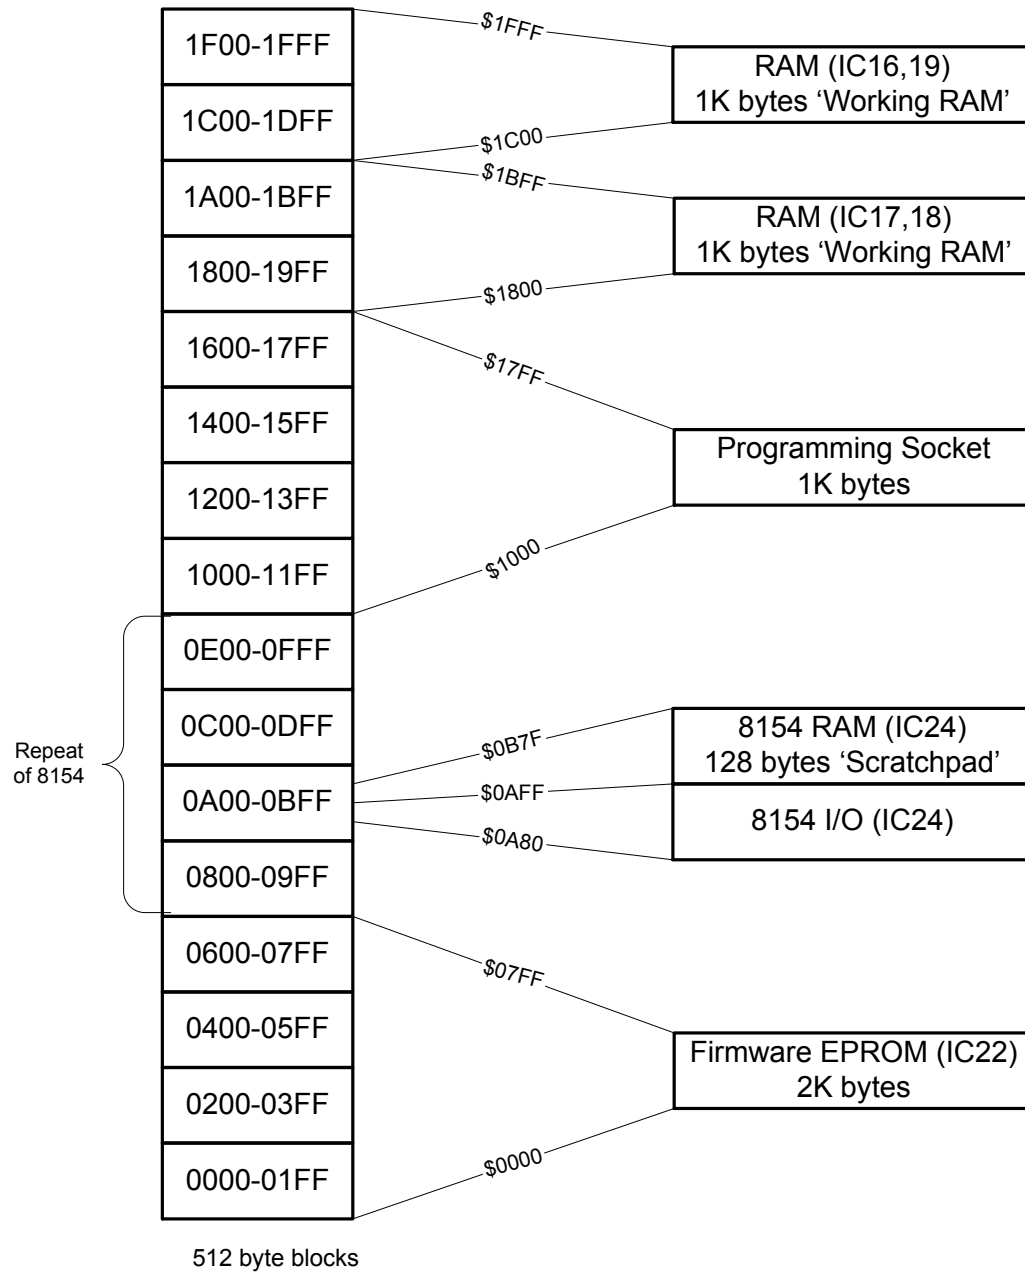 1F00-1FFF
1C00-1DFF
1A00-1BFF
1800-19FF
1600-17FF
1400-15FF
1200-13FF
1000-11FF
0E00-0FFF
0C00-0DFF
0A00-0BFF
0800-09FF
0600-07FF
0400-05FF
0200-03FF
0000-01FF
512 byte blocks
Repeat
of 8154
$1FFF
$1C00
$1BFF
$1800
$17FF
$1000
$0B7F
$0AFF
$0A80
$07FF
$0000
RAM (IC16,19)
1K bytes ‘Working RAM’
RAM (IC17,18)
1K bytes ‘Working RAM’
Programming Socket
1K bytes
8154 RAM (IC24)
128 bytes ‘Scratchpad’
8154 I/O (IC24)
Firmware EPROM (IC22)
2K bytes